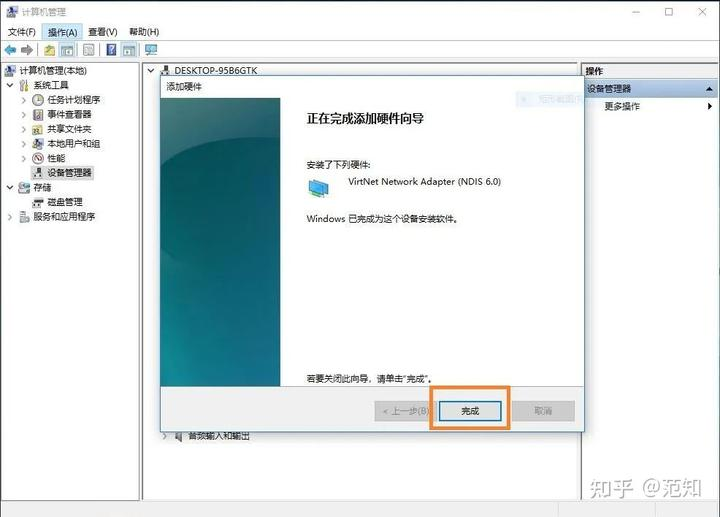 计算机管理
文件(F) 操作(A) 查看(V) 帮助(H)
计算机管理(本地)
系统工具
任务计划程序
事件查看器
共享文件夹
本地用户和组
性能
设备管理器
存储
磁盘管理
服务和应用程序
DESKTOP-95B6GTK
添加硬件
正在完成添加硬件向导
安装了下列硬件:
VirtNet Network Adapter (NDIS 6.0)
Windows 已完成为这个设备安装软件。
若要关闭此向导，请单击"完成"。
< 上一步(B)
完成
取消
音频输入和输出
操作
设备管理器
更多操作
知乎 @范知